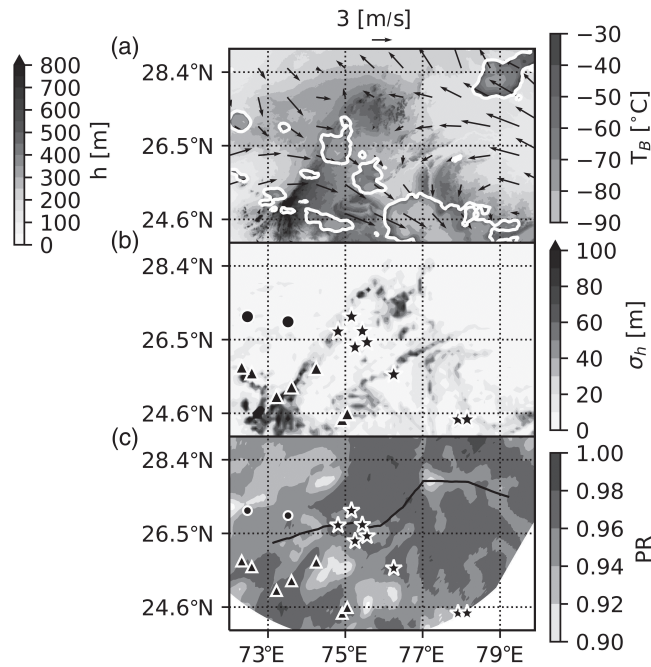 3 [m/s]
(a)
800
700
600
500
400
300
200
100
0
h [m]
28.4°N
26.5°N
24.6°N
−30
−40
−50
−60
−70
−80
−90
T_B [°C]
(b)
28.4°N
26.5°N
24.6°N
100
80
60
40
20
0
σ_h [m]
(c)
28.4°N
26.5°N
24.6°N
1.00
0.98
0.96
0.94
0.92
0.90
PR
73°E 75°E 77°E 79°E